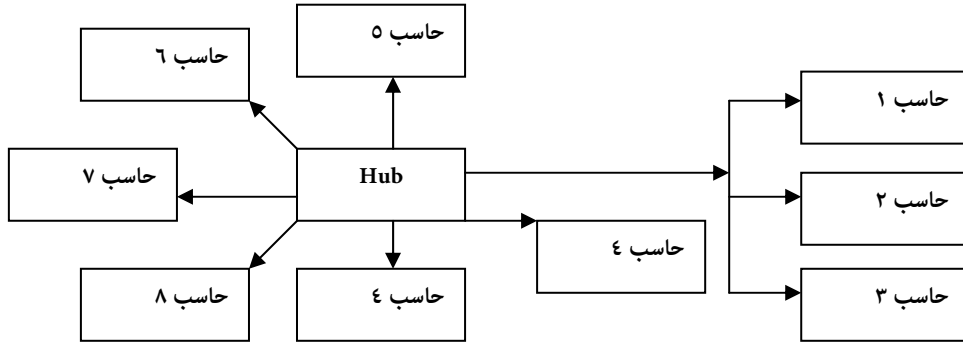 حاسب ٥
حاسب ٦
حاسب ١
حاسب ٧
Hub
حاسب ٢
حاسب ٤
حاسب ٨
حاسب ٤
حاسب ٣